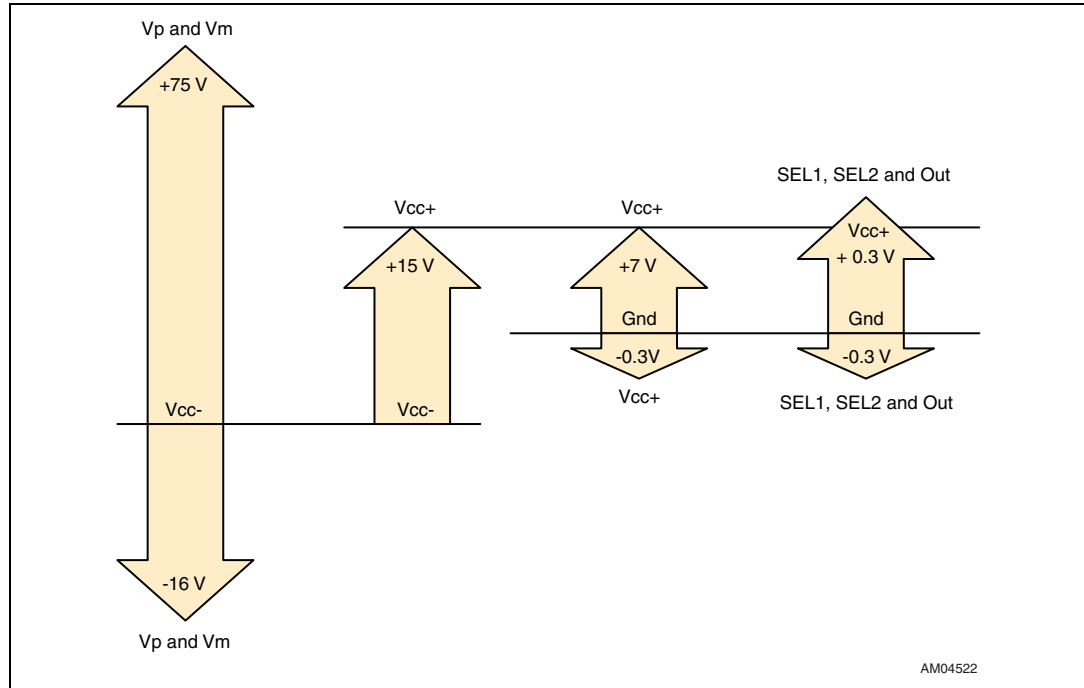 Vp and Vm
+75 V
SEL1, SEL2 and Out
Vcc+
Vcc+
Vcc+
+ 0.3 V
+15 V
+7 V
Gnd
Gnd
-0.3V
-0.3 V
Vcc+
SEL1, SEL2 and Out
Vcc-
Vcc-
-16 V
Vp and Vm
AM04522